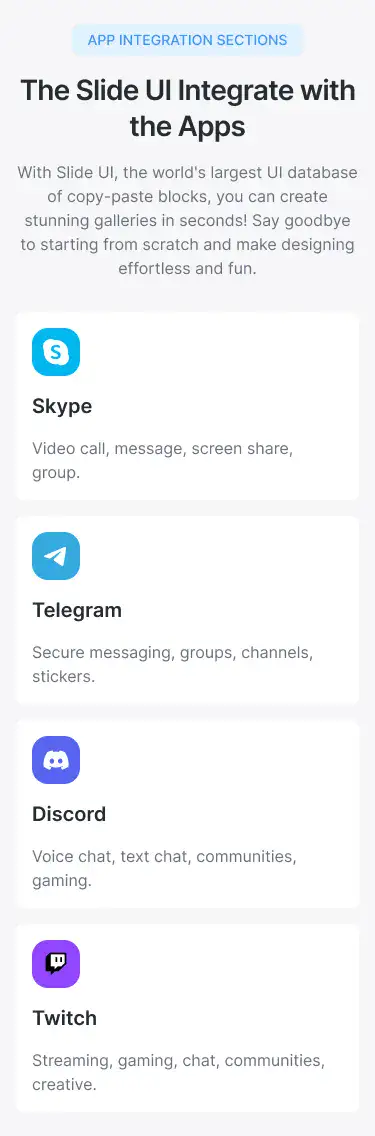 APP INTEGRATION SECTIONS
The Slide UI Integrate with
the Apps
With Slide UI, the world's largest UI database
of copy-paste blocks, you can create
stunning galleries in seconds! Say goodbye
to starting from scratch and make designing
effortless and fun.
Skype
Video call, message, screen share,
group.
Telegram
Secure messaging, groups, channels,
stickers.
Discord
Voice chat, text chat, communities,
gaming.
Twitch
Streaming, gaming, chat, communities,
creative.